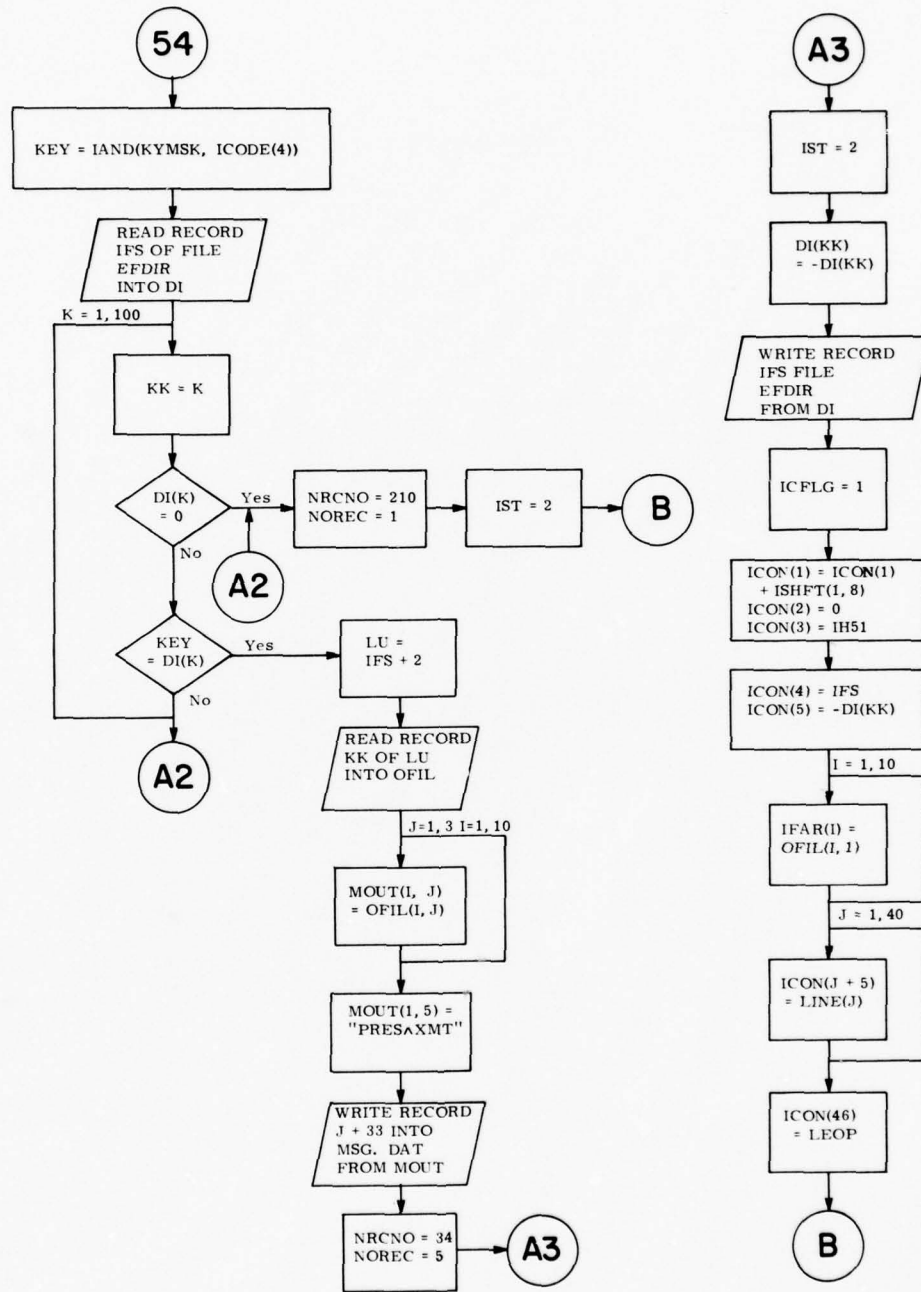 54
KEY = IAND(KYMSK, ICODE(4))
READ RECORD
IFS OF FILE
EFDIR
INTO DI
K = 1, 100
KK = K
DI(K)
= 0
Yes
No
NRCNO = 210
NOREC = 1
IST = 2
B
A2
KEY
= DI(K)
Yes
No
A2
LU =
IFS + 2
READ RECORD
KK OF LU
INTO OFIL
J=1, 3 I=1, 10
MOUT(I, J)
= OFIL(I, J)
MOUT(1, 5) =
"PRES∧XMT"
WRITE RECORD
J + 33 INTO
MSG. DAT
FROM MOUT
NRCNO = 34
NOREC = 5
A3
A3
IST = 2
DI(KK)
= -DI(KK)
WRITE RECORD
IFS FILE
EFDIR
FROM DI
ICFLG = 1
ICON(1) = ICON(1)
+ ISHFT(1, 8)
ICON(2) = 0
ICON(3) = IH51
ICON(4) = IFS
ICON(5) = -DI(KK)
I = 1, 10
IFAR(I) =
OFIL(I, 1)
J = 1, 40
ICON(J + 5)
= LINE(J)
ICON(46)
= LEOP
B